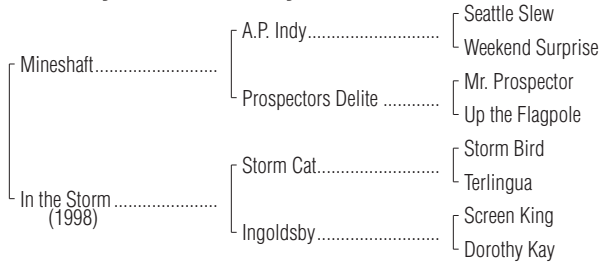 Seattle Slew
A.P. Indy..............................
Weekend Surprise
Mineshaft............................
Mr. Prospector
Prospectors Delite .............
Up the Flagpole
Storm Bird
Storm Cat............................
Terlingua
In the Storm........................
(1998)
Screen King
Ingoldsby............................
Dorothy Kay